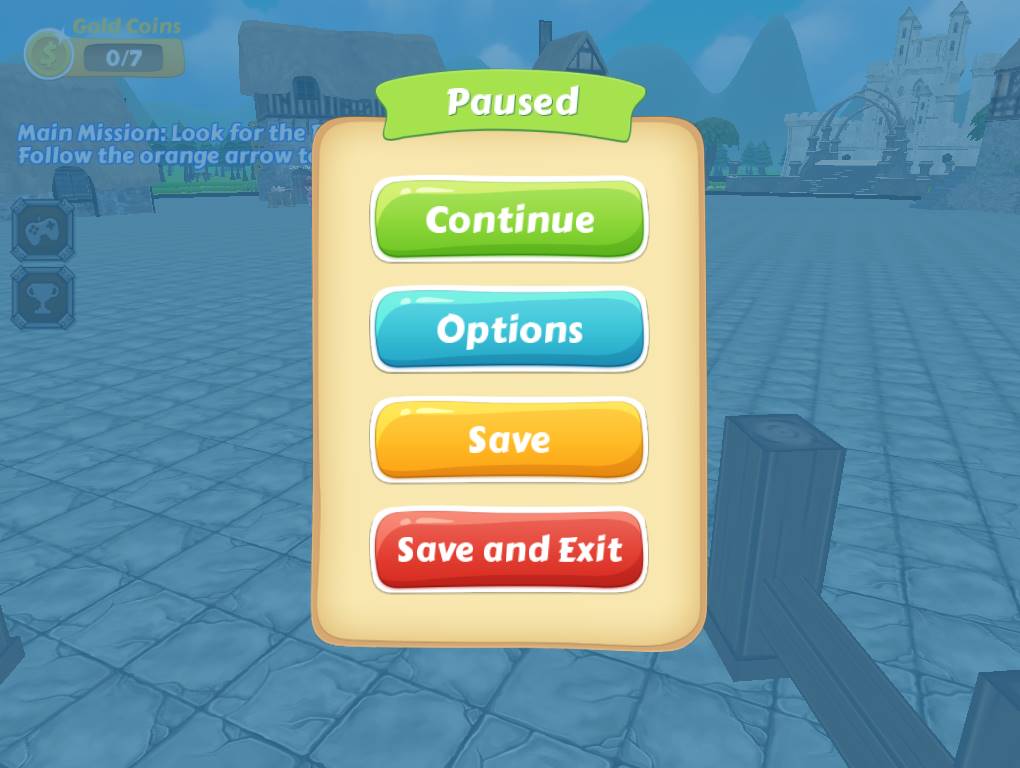 Gold Coins
0/7
Paused
Main Mission: Look for the
Follow the orange arrow to
Continue
Options
Save
Save and Exit